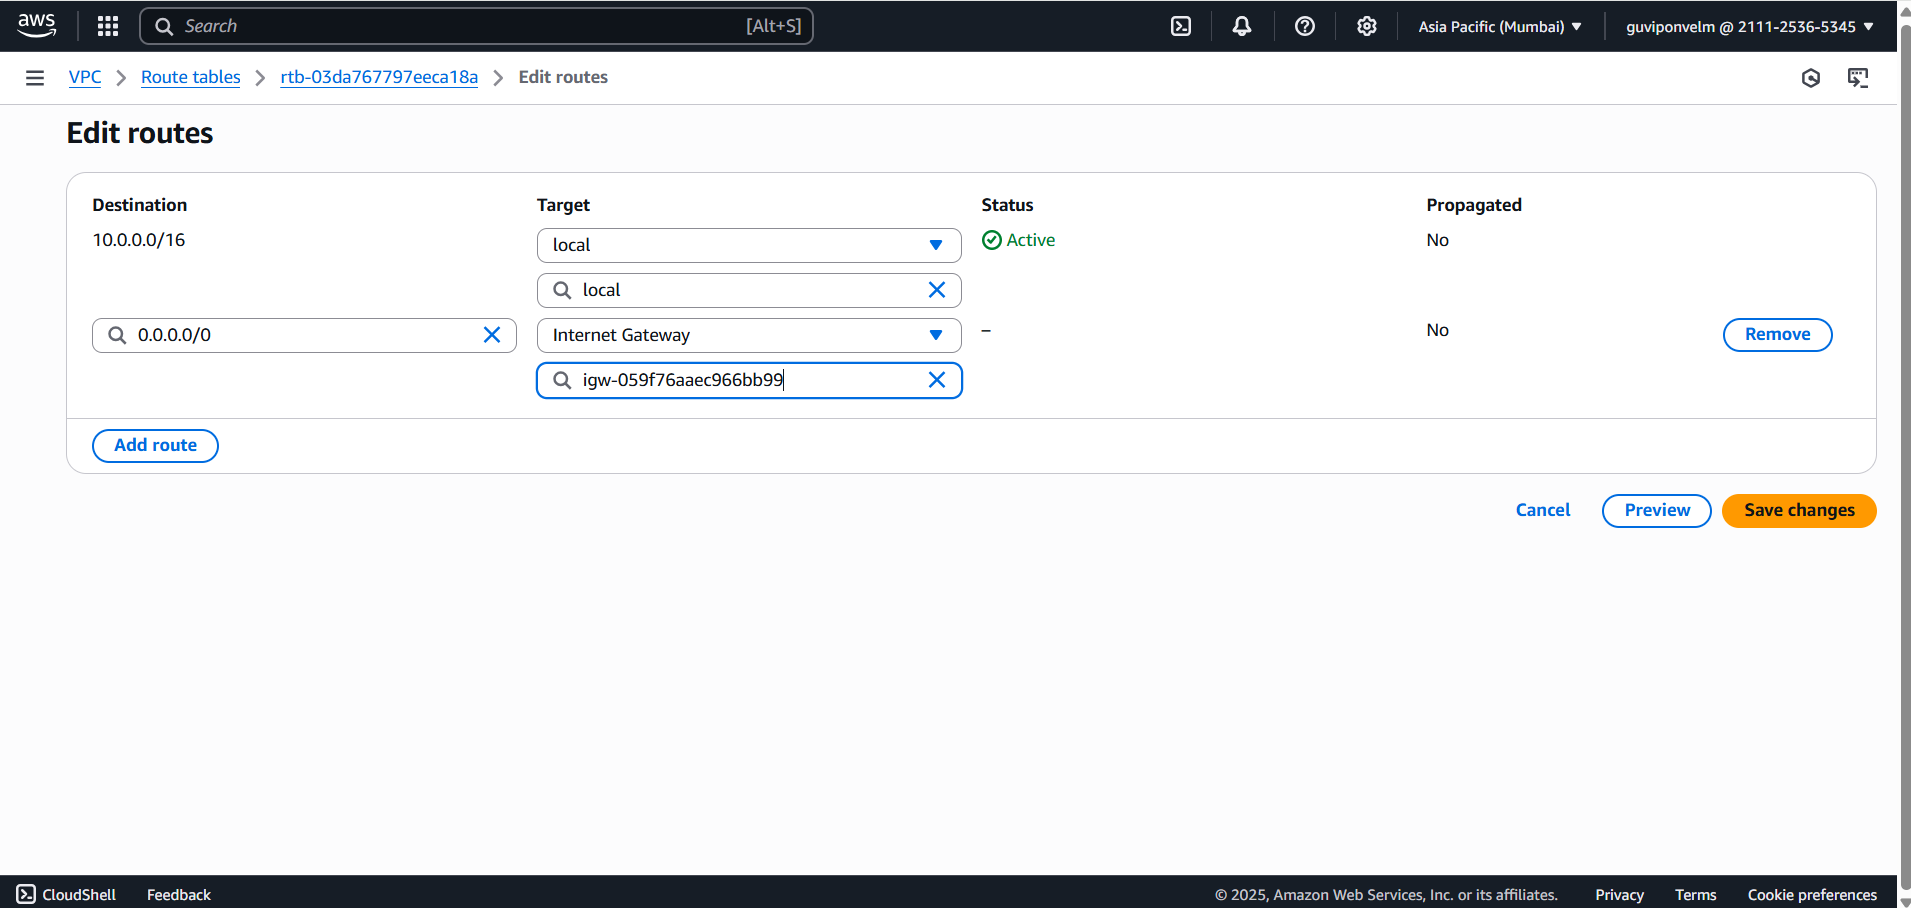 aws Search [Alt+S] Asia Pacific (Mumbai) guviponvelm @ 2111-2536-5345
VPC Route tables rtb-03da767797eeca18a Edit routes
Edit routes
Destination Target Status Propagated
10.0.0.0/16 local Active No
local
0.0.0.0/0 Internet Gateway – No Remove
igw-059f76aaec966bb99
Add route
Cancel Preview Save changes
CloudShell Feedback © 2025, Amazon Web Services, Inc. or its affiliates. Privacy Terms Cookie preferences